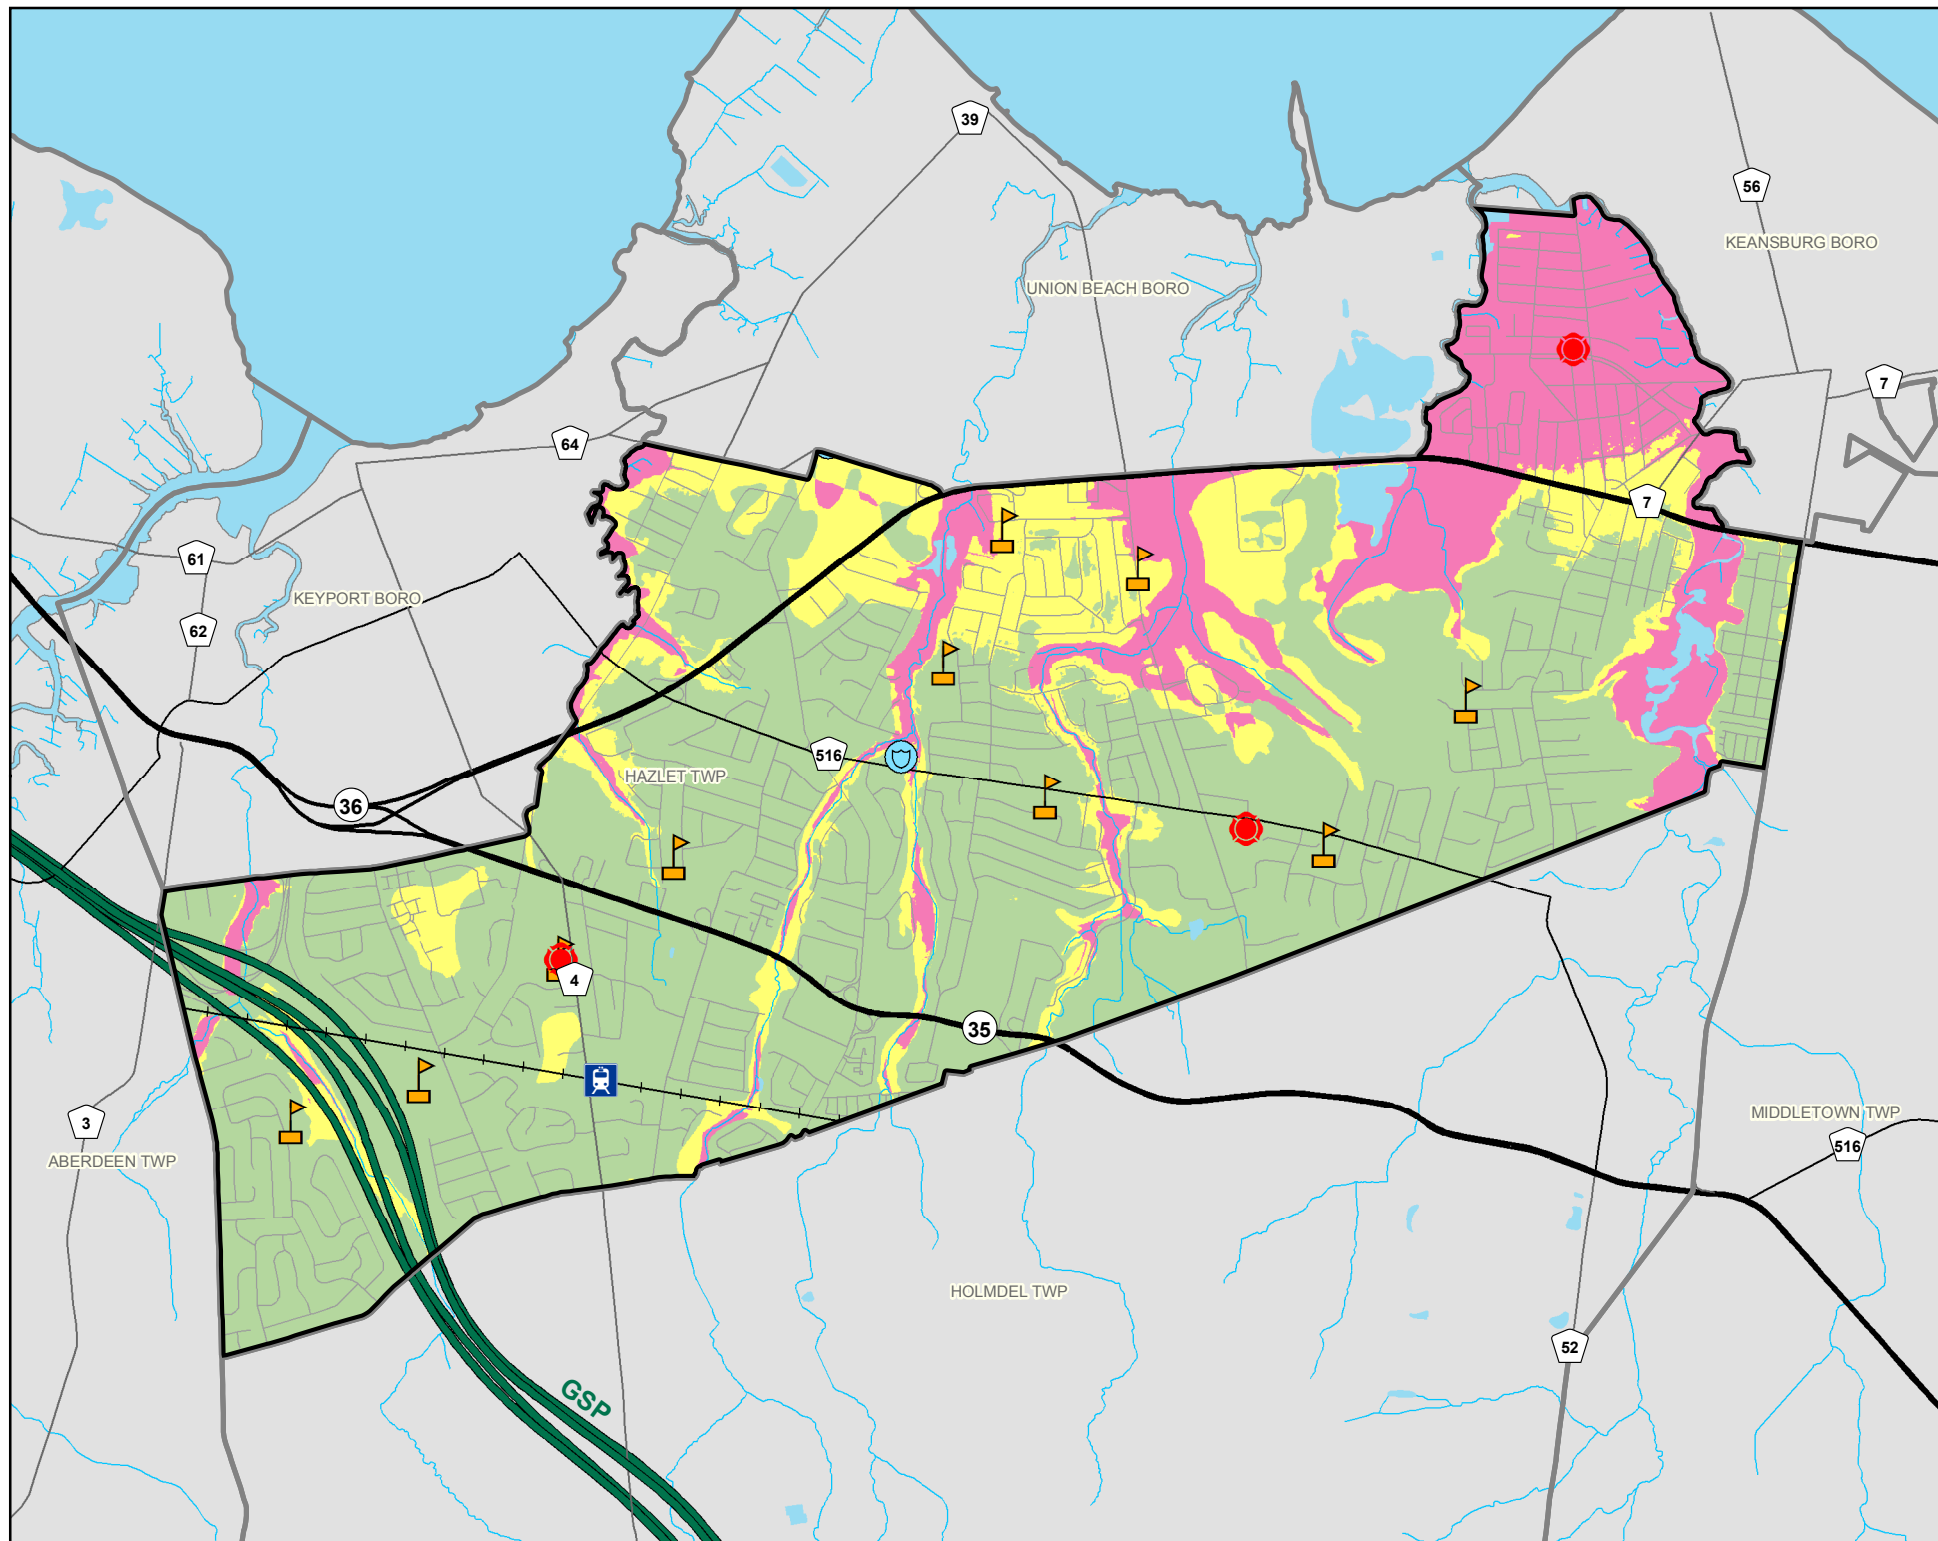 39
56
KEANSBURG BORO
UNION BEACH BORO
7
64
7
61
KEYPORT BORO
62
516
HAZLET TWP
36
4
35
3
MIDDLETOWN TWP
516
ABERDEEN TWP
HOLMDEL TWP
52
GSP